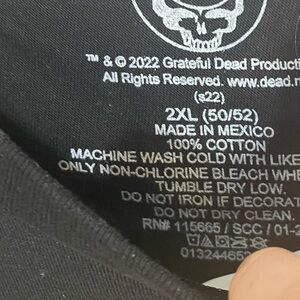 ™ & © 2022 Grateful Dead Producti
All Rights Reserved. www.dead.n
(s22)
2XL (50/52)
MADE IN MEXICO
100% COTTON
MACHINE WASH COLD WITH LIKE
ONLY NON-CHLORINE BLEACH WHE
TUMBLE DRY LOW.
DO NOT IRON IF DECORAT
DO NOT DRY CLEAN.
RN# 115665 / SCC / 01-2
013244652